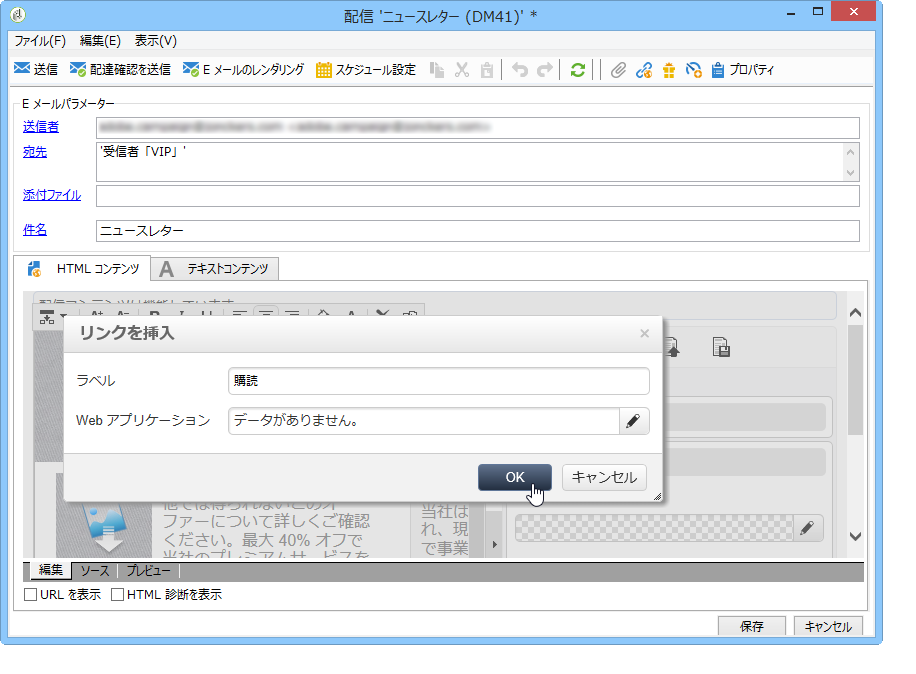 配信 'ニュースレター (DM41)' *
ファイル(F) 編集(E) 表示(V)
送信 配達確認を送信 E メールのレンダリング スケジュール設定 プロパティ
E メールパラメーター
送信者
宛先 '受信者「VIP」'
添付ファイル
件名 ニュースレター
HTML コンテンツ A テキストコンテンツ
リンクを挿入 ×
ラベル 購読
Web アプリケーション データがありません。
OK キャンセル
ファーについて詳しくご確認
ください。最大 40% オフで
当社は
れ、現
で事業
編集 ソース プレビュー
URL を表示 HTML 診断を表示
保存 キャンセル